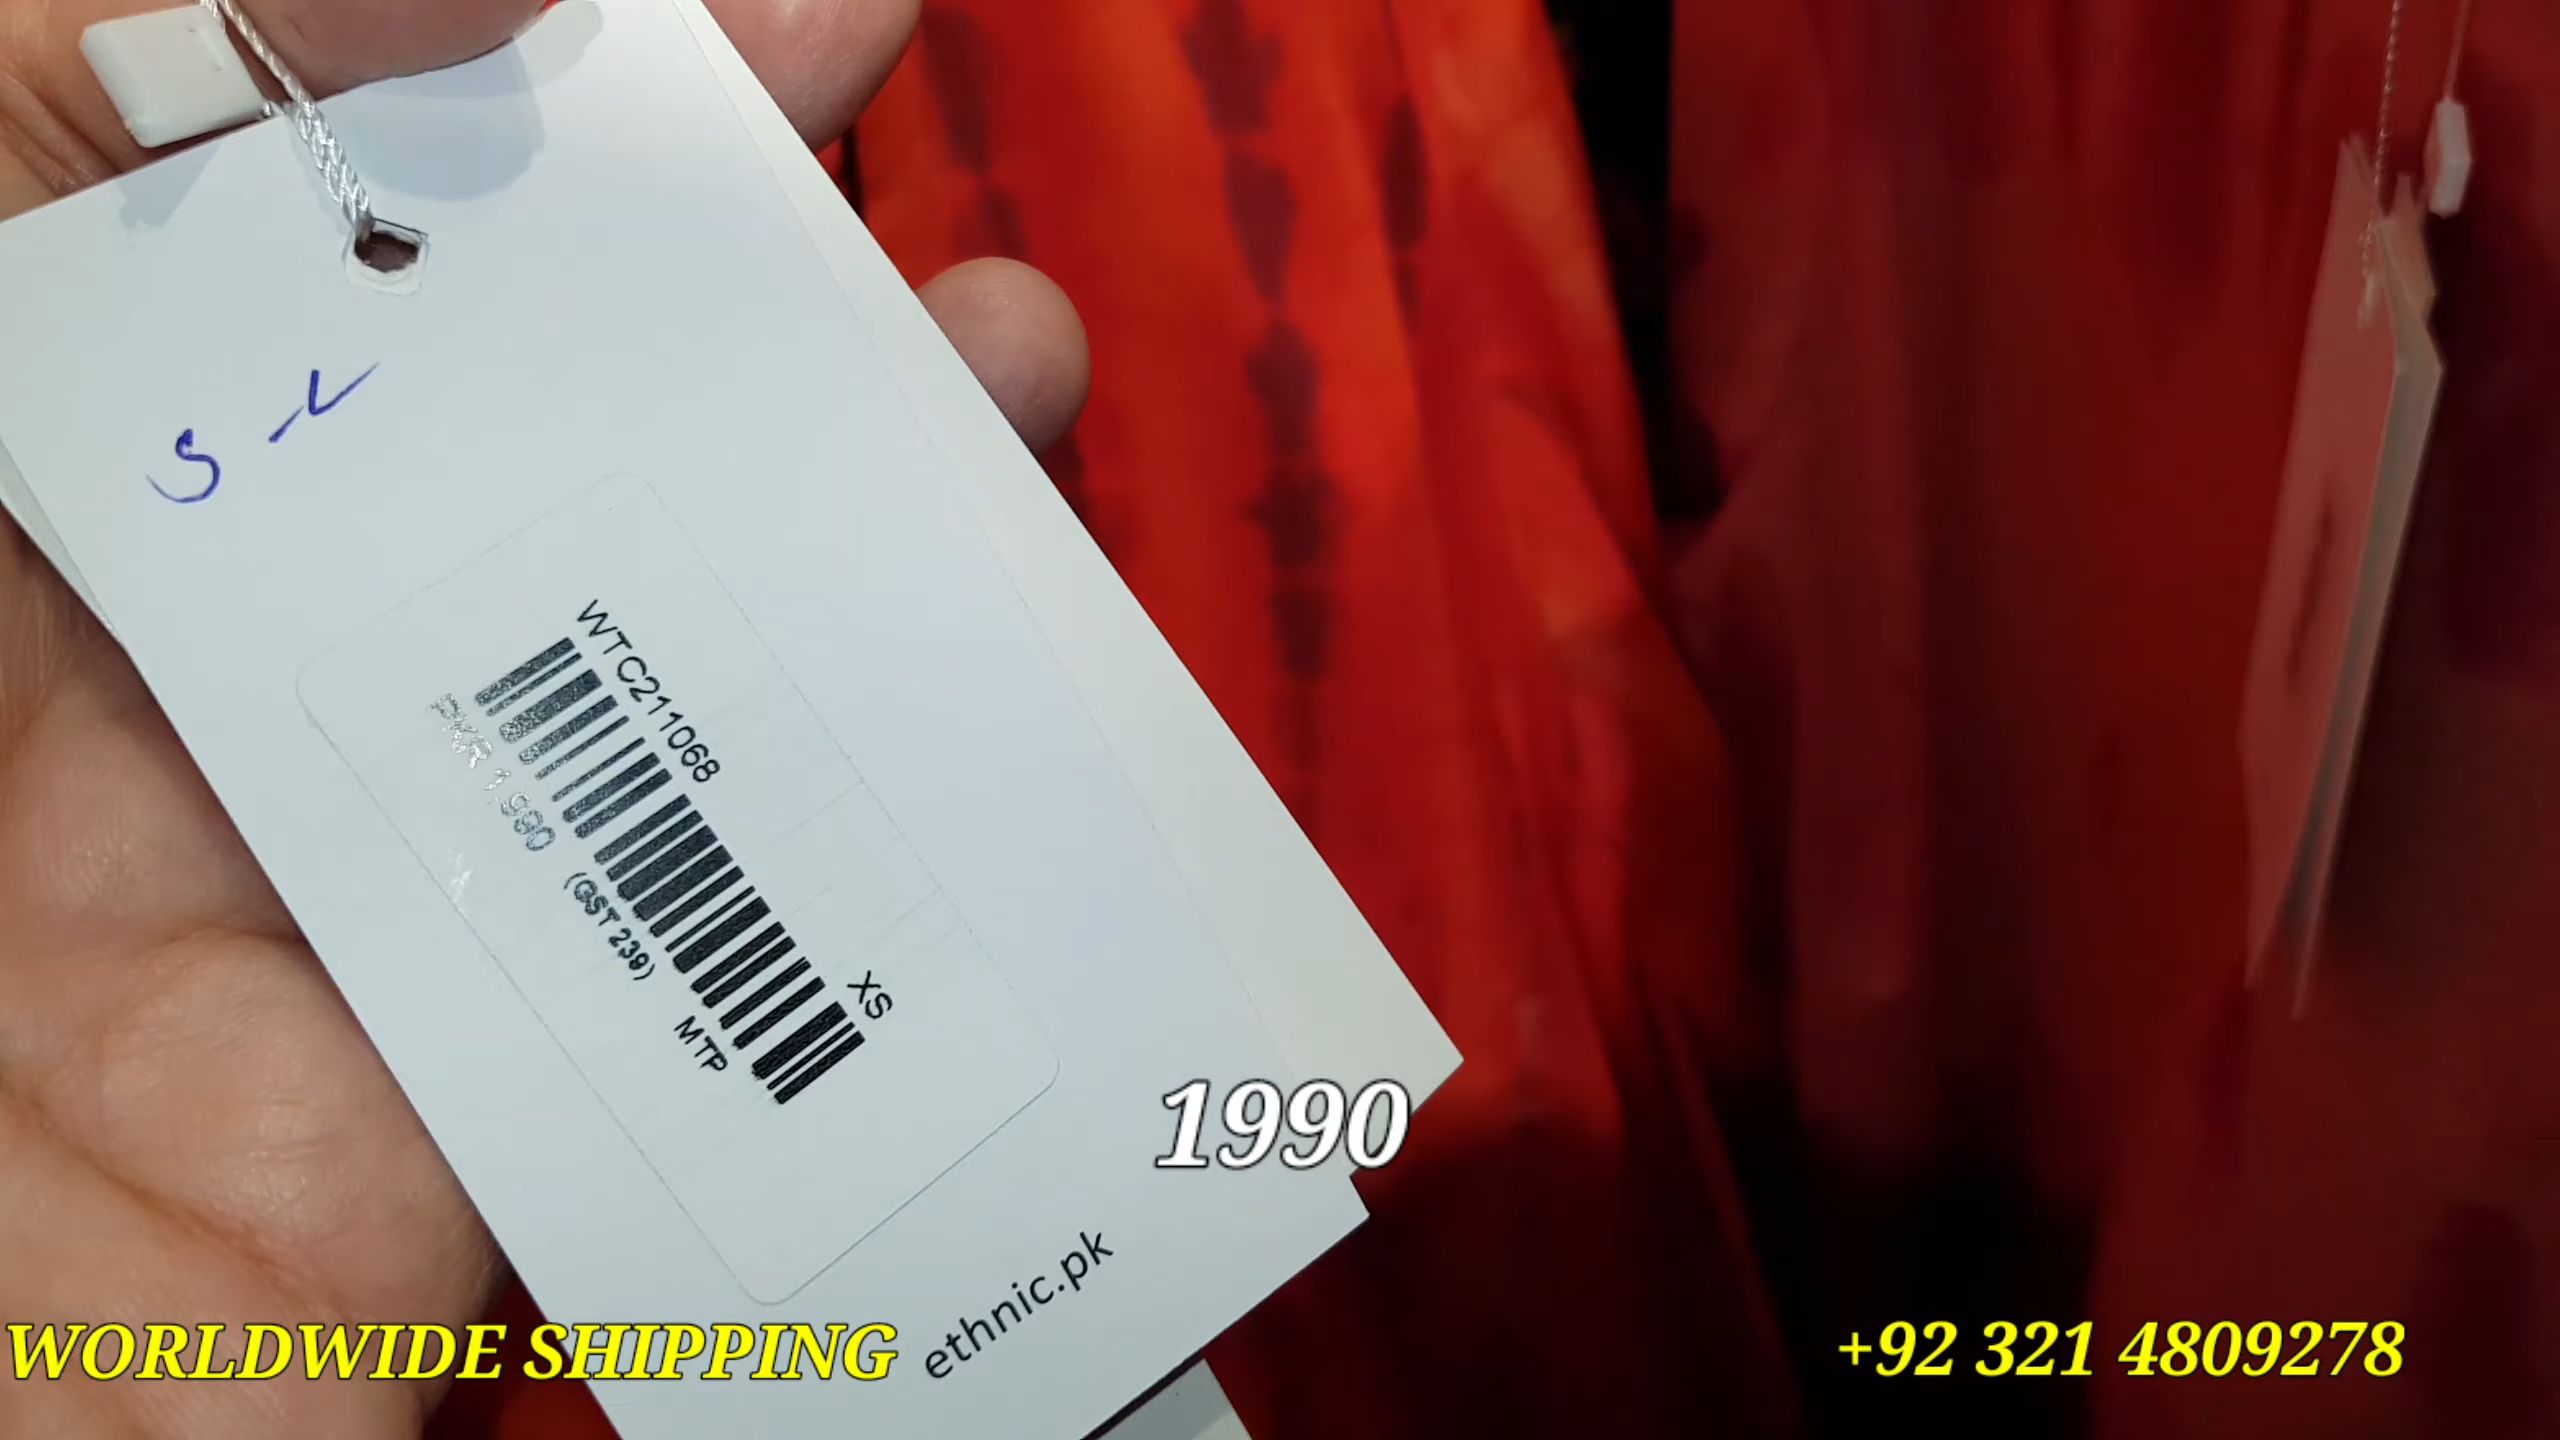 S - L
WTC211068
XS
PKR 1,990 (GST 239) MTP
1990
ethnic.pk
WORLDWIDE SHIPPING
+92 321 4809278